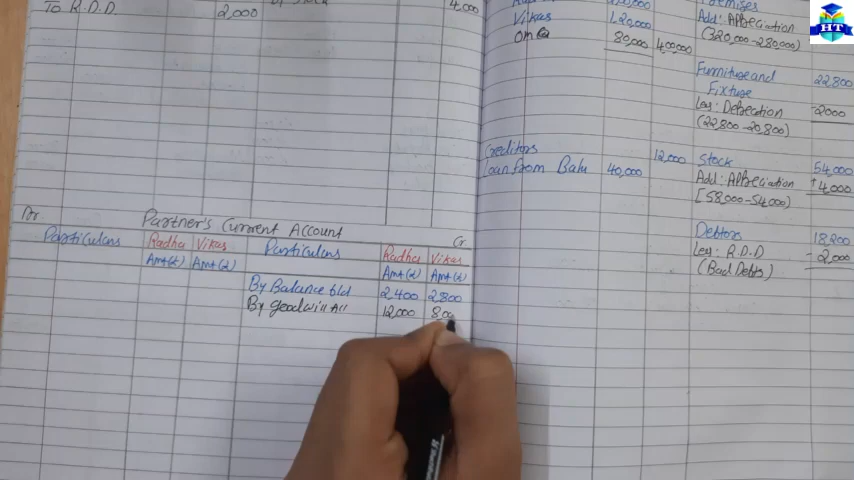 To R.D.D. 2,000
4,000
Premises
Vikas 1,20,000 Add: Appreciation
80,000 4,00,000 (320,000-280,000)
Furniture and 22,800
Fixture
Less: Depreciation -2000
(22,800-20,800)
Creditors 12,000 Stock 54,000
Loan from Balu 40,000 Add: Appreciation +4,000
[58,000-54,000]
Debtors 18,200
Less: R.D.D -2,000
(Bad Debts)
Dr. Partner's Current Account Cr
Particulars Radha Vikas Particulars Radha Vikas
Amt(₹) Amt(₹) Amt(₹) Amt(₹)
By Balance b/d 2,400 2800
By goodwill A/c 12,000 800
HT